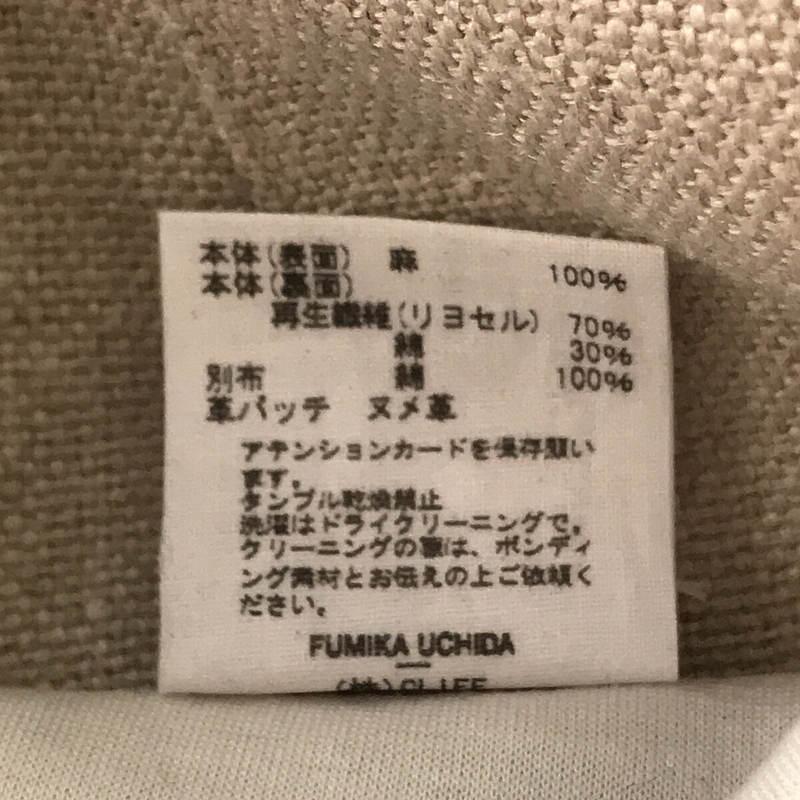 本体(表面) 麻 100%
本体(裏面)
再生繊維(リヨセル) 70%
綿 30%
別布 綿 100%
革パッチ ヌメ革
アテンションカードを保存願い
ます。
タンブル乾燥禁止
洗濯はドライクリーニングで。
クリーニングの際は、ボンディ
ング素材とお伝えの上ご依頼く
ださい。
FUMIKA UCHIDA
(株)CLIFF